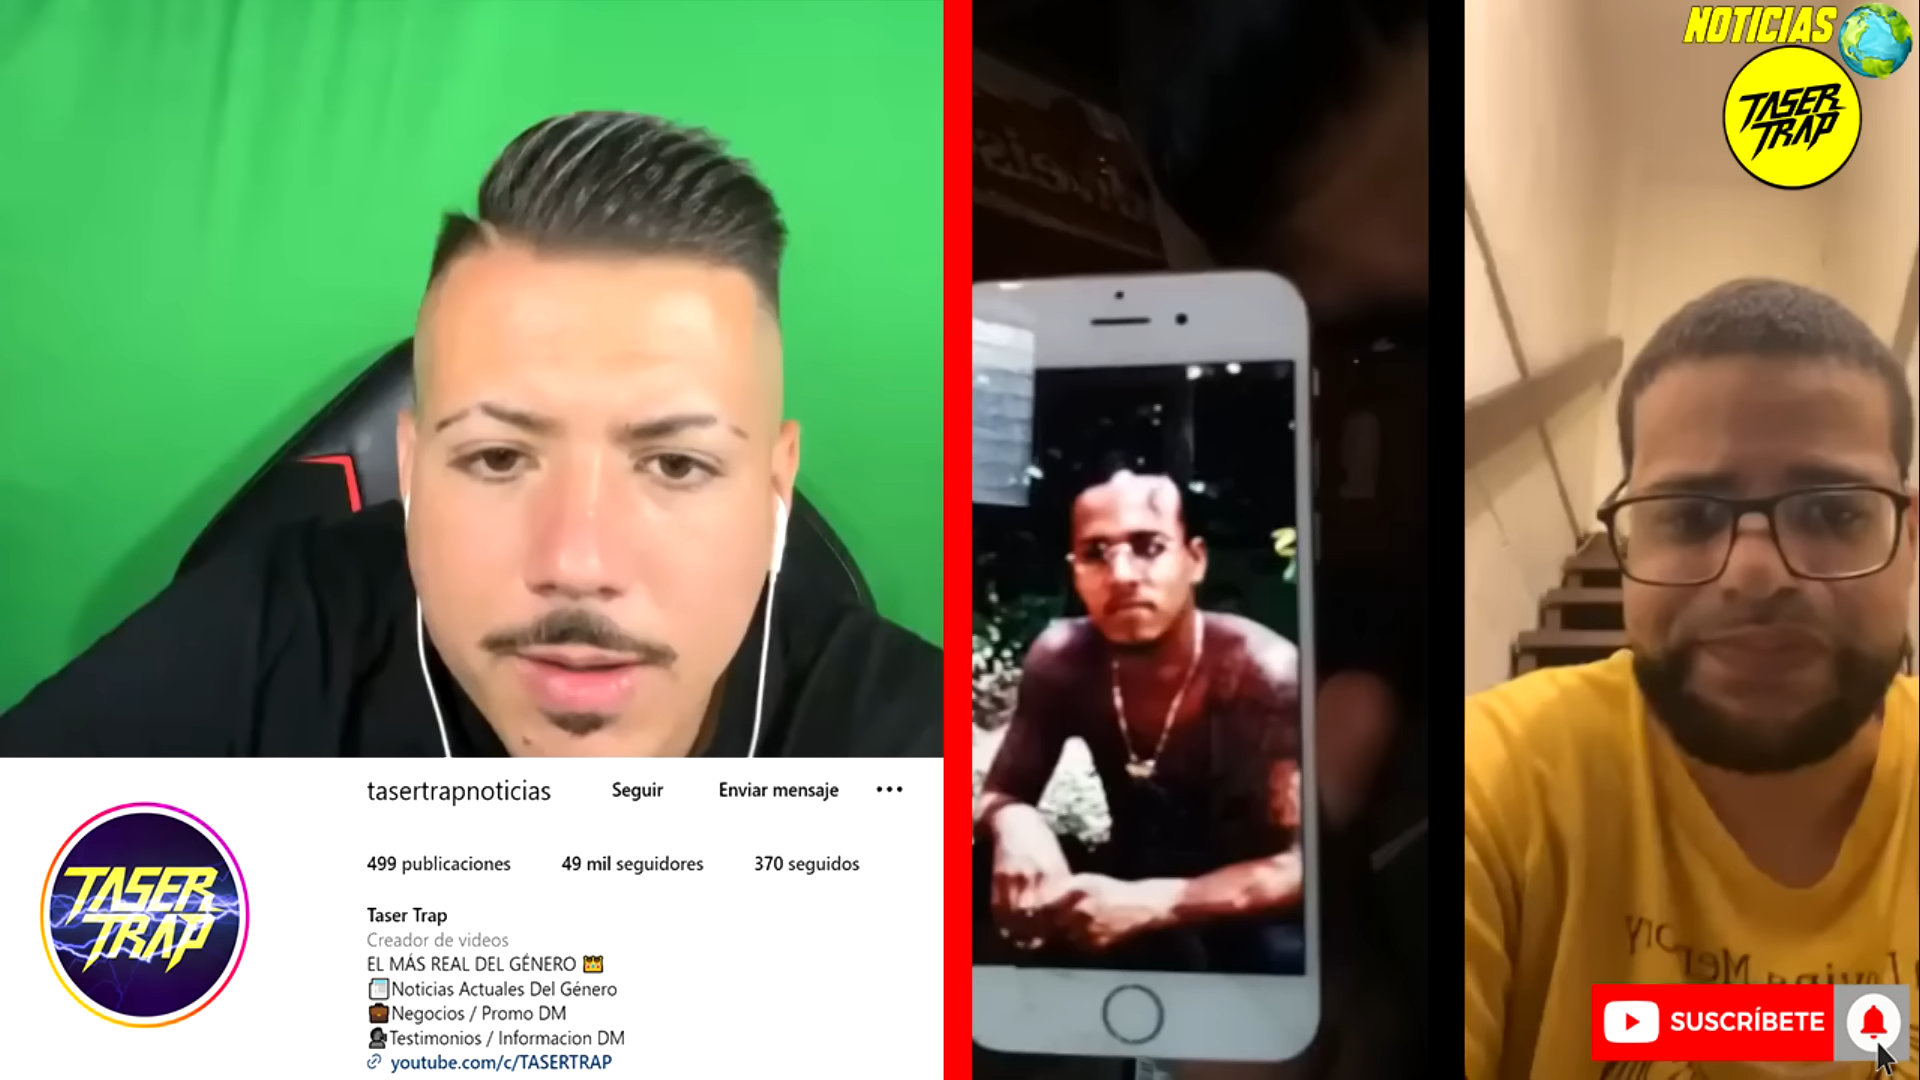 NOTICIAS
TASER
TRAP
tasertrapnoticias
Seguir
Enviar mensaje
•••
499 publicaciones
49 mil seguidores
370 seguidos
Taser Trap
Creador de videos
EL MÁS REAL DEL GÉNERO
Noticias Actuales Del Género
Negocios / Promo DM
Testimonios / Informacion DM
youtube.com/c/TASERTRAP
TASER
TRAP
Loving Memory
SUSCRÍBETE